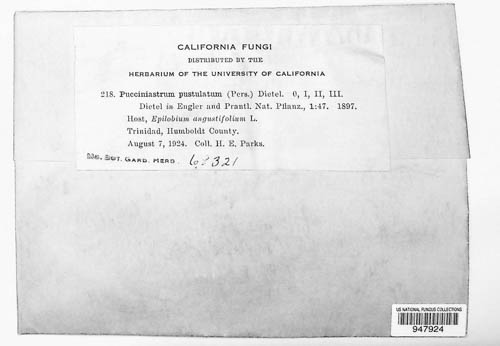 CALIFORNIA FUNGI
DISTRIBUTED BY THE
HERBARIUM OF THE UNIVERSITY OF CALIFORNIA
218. Pucciniastrum pustulatum (Pers.) Dietel. 0, I, II, III.
Dietel in Engler and Prantl. Nat. Pflanz., 1:47. 1897.
Host, Epilobium angustifolium L.
Trinidad, Humboldt County.
August 7, 1924. Coll. H. E. Parks.
Mo. Bot. Gard. Herb. 68321
US NATIONAL FUNGUS COLLECTIONS
947924